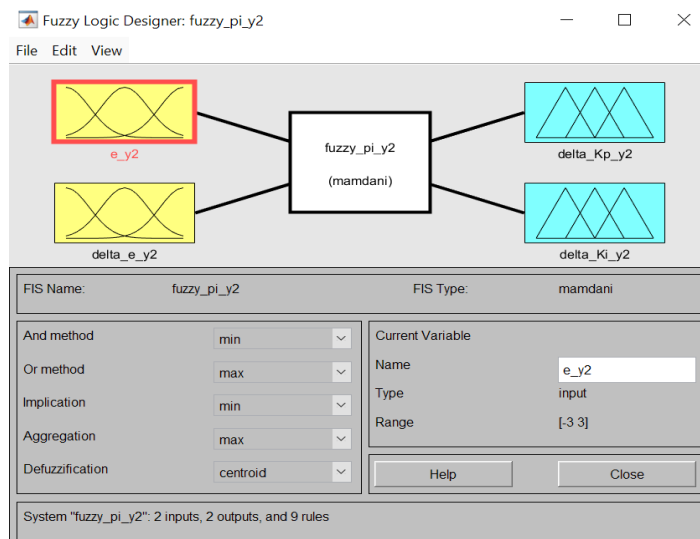 Fuzzy Logic Designer: fuzzy_pi_y2
File Edit View
e_y2
delta_e_y2
fuzzy_pi_y2
(mamdani)
delta_Kp_y2
delta_Ki_y2
FIS Name: fuzzy_pi_y2 FIS Type: mamdani
And method min
Or method max
Implication min
Aggregation max
Defuzzification centroid
Current Variable
Name e_y2
Type input
Range [-3 3]
Help Close
System "fuzzy_pi_y2": 2 inputs, 2 outputs, and 9 rules